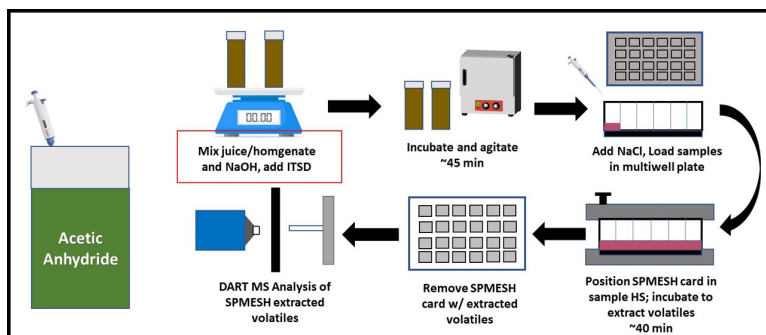 00.00
Mix juice/homgenate
and NaOH, add ITSD
Incubate and agitate
~45 min
Add NaCl, Load samples
in multiwell plate
Acetic
Anhydride
DART MS Analysis of
SPMESH extracted
volatiles
Remove SPMESH
card w/ extracted
volatiles
Position SPMESH card in
sample HS; incubate to
extract volatiles
~40 min